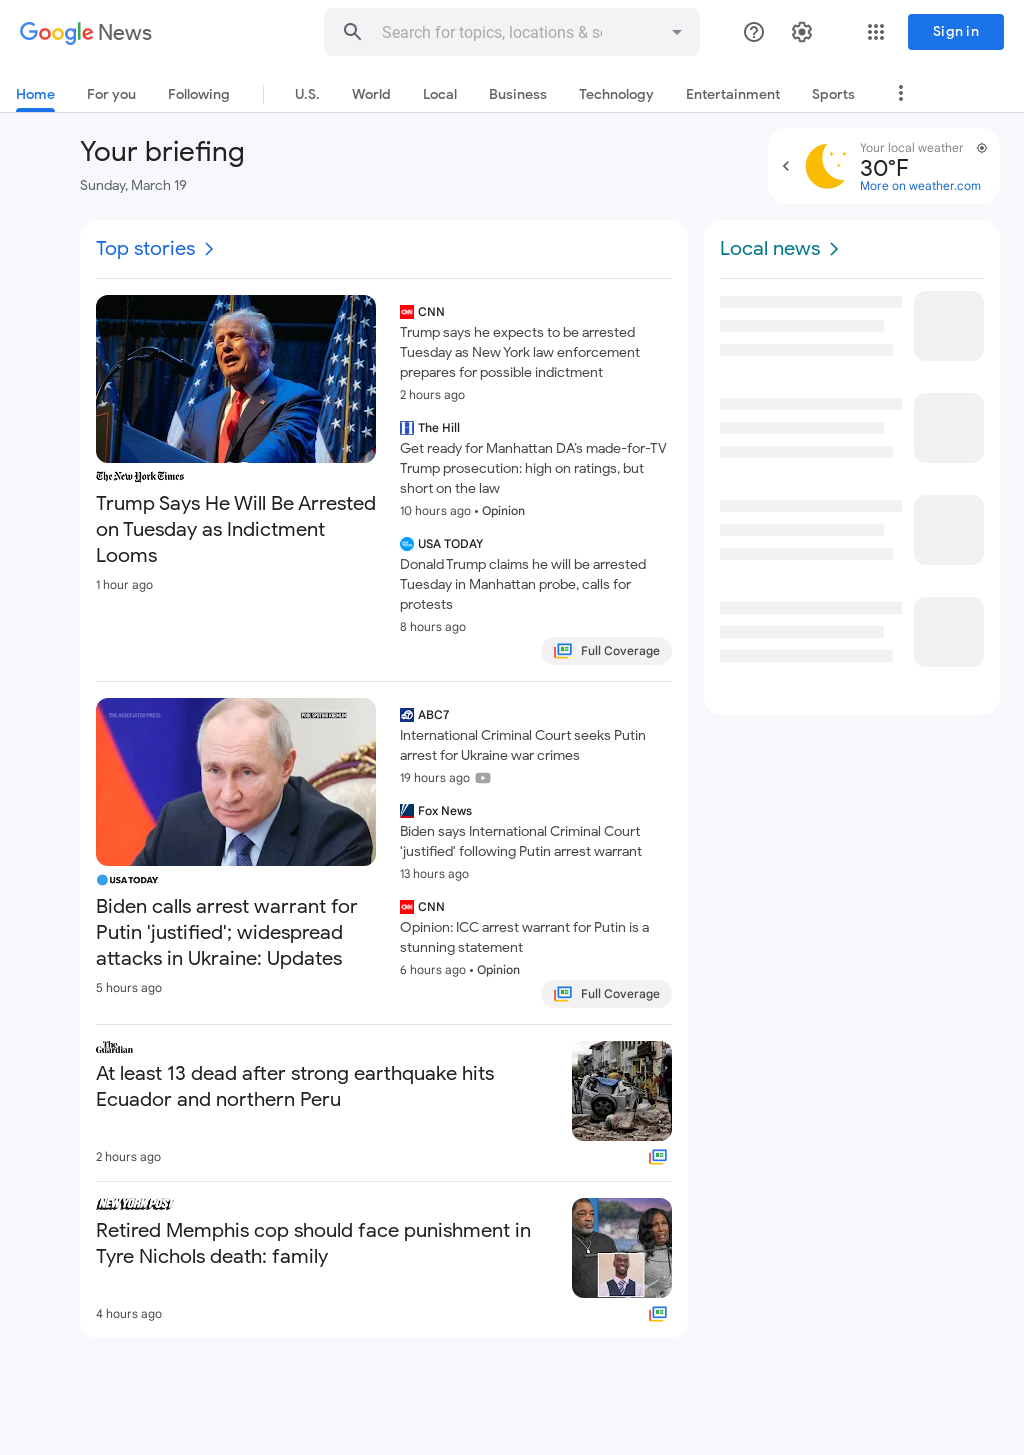 Google News
Search for topics, locations & so
Sign in
Home
For you
Following
U.S.
World
Local
Business
Technology
Entertainment
Sports
Your briefing
Sunday, March 19
Your local weather
30°F
More on weather.com
Top stories
The New York Times
Trump Says He Will Be Arrested
on Tuesday as Indictment
Looms
1 hour ago
CNN
Trump says he expects to be arrested
Tuesday as New York law enforcement
prepares for possible indictment
2 hours ago
The Hill
Get ready for Manhattan DA's made-for-TV
Trump prosecution: high on ratings, but
short on the law
10 hours ago • Opinion
USA TODAY
Donald Trump claims he will be arrested
Tuesday in Manhattan probe, calls for
protests
8 hours ago
Full Coverage
THE ASSOCIATED PRESS
POOL SPUTNIK KREMLIN
USA TODAY
Biden calls arrest warrant for
Putin 'justified'; widespread
attacks in Ukraine: Updates
5 hours ago
ABC7
International Criminal Court seeks Putin
arrest for Ukraine war crimes
19 hours ago
Fox News
Biden says International Criminal Court
'justified' following Putin arrest warrant
13 hours ago
CNN
Opinion: ICC arrest warrant for Putin is a
stunning statement
6 hours ago • Opinion
Full Coverage
The
Guardian
At least 13 dead after strong earthquake hits
Ecuador and northern Peru
2 hours ago
NEW YORK POST
Retired Memphis cop should face punishment in
Tyre Nichols death: family
4 hours ago
Local news